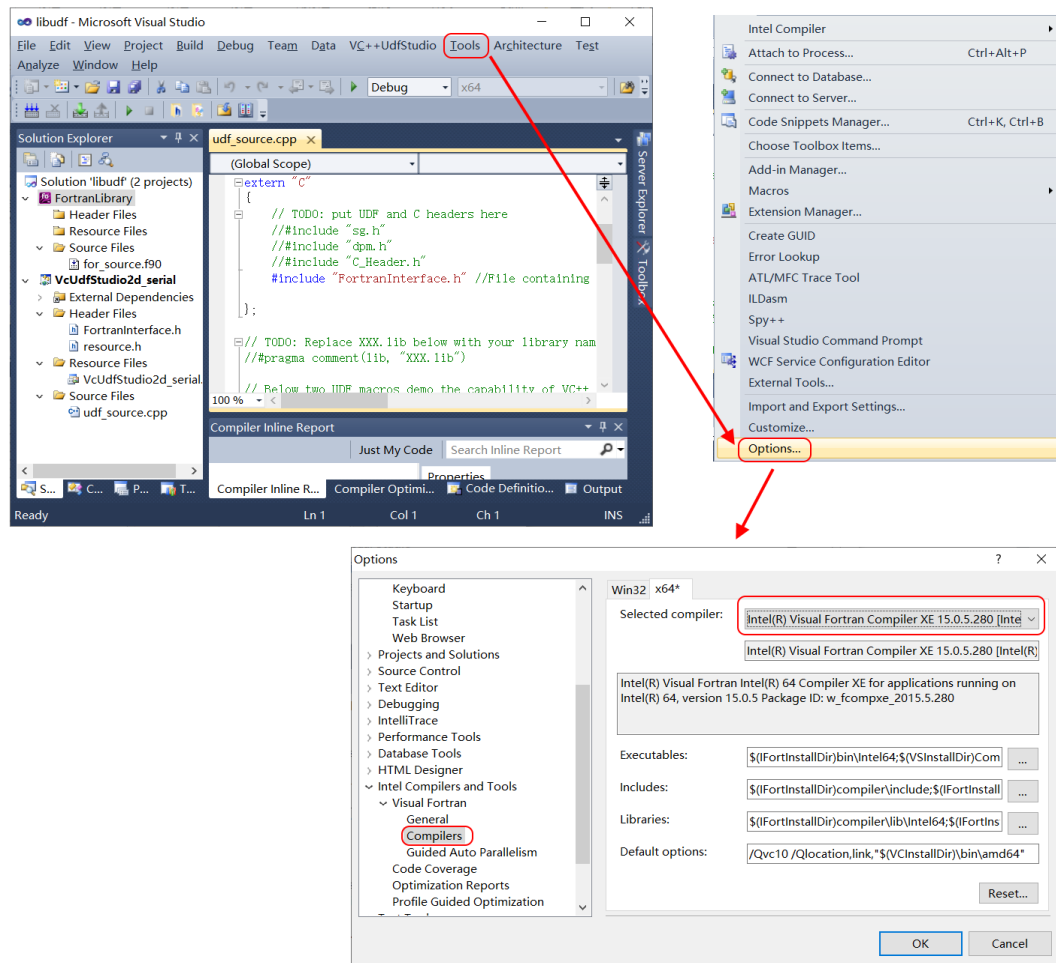 libudf - Microsoft Visual Studio
File Edit View Project Build Debug Team Data VC++UdfStudio Tools Architecture Test
Analyze Window Help
Debug x64
Solution Explorer
Solution 'libudf' (2 projects)
FortranLibrary
Header Files
Resource Files
Source Files
for_source.f90
VcUdfStudio2d_serial
External Dependencies
Header Files
FortranInterface.h
resource.h
Resource Files
VcUdfStudio2d_serial.
Source Files
udf_source.cpp
S... C... P... T...
udf_source.cpp
(Global Scope)
extern "C"
{
// TODO: put UDF and C headers here
//#include "sg.h"
//#include "dpm.h"
//#include "C_Header.h"
#include "FortranInterface.h" //File containing
};
// TODO: Replace XXX.lib below with your library nam
//#pragma comment(lib, "XXX.lib")
// Below two UDF macros demo the capability of VC++
100 %
Server Explorer
Toolbox
Compiler Inline Report
Just My Code Search Inline Report
Properties
Compiler Inline R... Compiler Optimi... Code Definitio... Output
Ready Ln 1 Col 1 Ch 1 INS
Intel Compiler
Attach to Process... Ctrl+Alt+P
Connect to Database...
Connect to Server...
Code Snippets Manager... Ctrl+K, Ctrl+B
Choose Toolbox Items...
Add-in Manager...
Macros
Extension Manager...
Create GUID
Error Lookup
ATL/MFC Trace Tool
ILDasm
Spy++
Visual Studio Command Prompt
WCF Service Configuration Editor
External Tools...
Import and Export Settings...
Customize...
Options...
Options ?
Keyboard
Startup
Task List
Web Browser
Projects and Solutions
Source Control
Text Editor
Debugging
IntelliTrace
Performance Tools
Database Tools
HTML Designer
Intel Compilers and Tools
Visual Fortran
General
Compilers
Guided Auto Parallelism
Code Coverage
Optimization Reports
Profile Guided Optimization
Win32 x64*
Selected compiler: Intel(R) Visual Fortran Compiler XE 15.0.5.280 [Inte
Intel(R) Visual Fortran Compiler XE 15.0.5.280 [Intel(R)
Intel(R) Visual Fortran Intel(R) 64 Compiler XE for applications running on
Intel(R) 64, version 15.0.5 Package ID: w_fcompxe_2015.5.280
Executables: $(IFortInstallDir)bin\Intel64;$(VSInstallDir)Com ...
Includes: $(IFortInstallDir)compiler\include;$(IFortInstall ...
Libraries: $(IFortInstallDir)compiler\lib\Intel64;$(IFortIns ...
Default options: /Qvc10 /Qlocation,link,"$(VCInstallDir)\bin\amd64"
Reset...
OK Cancel